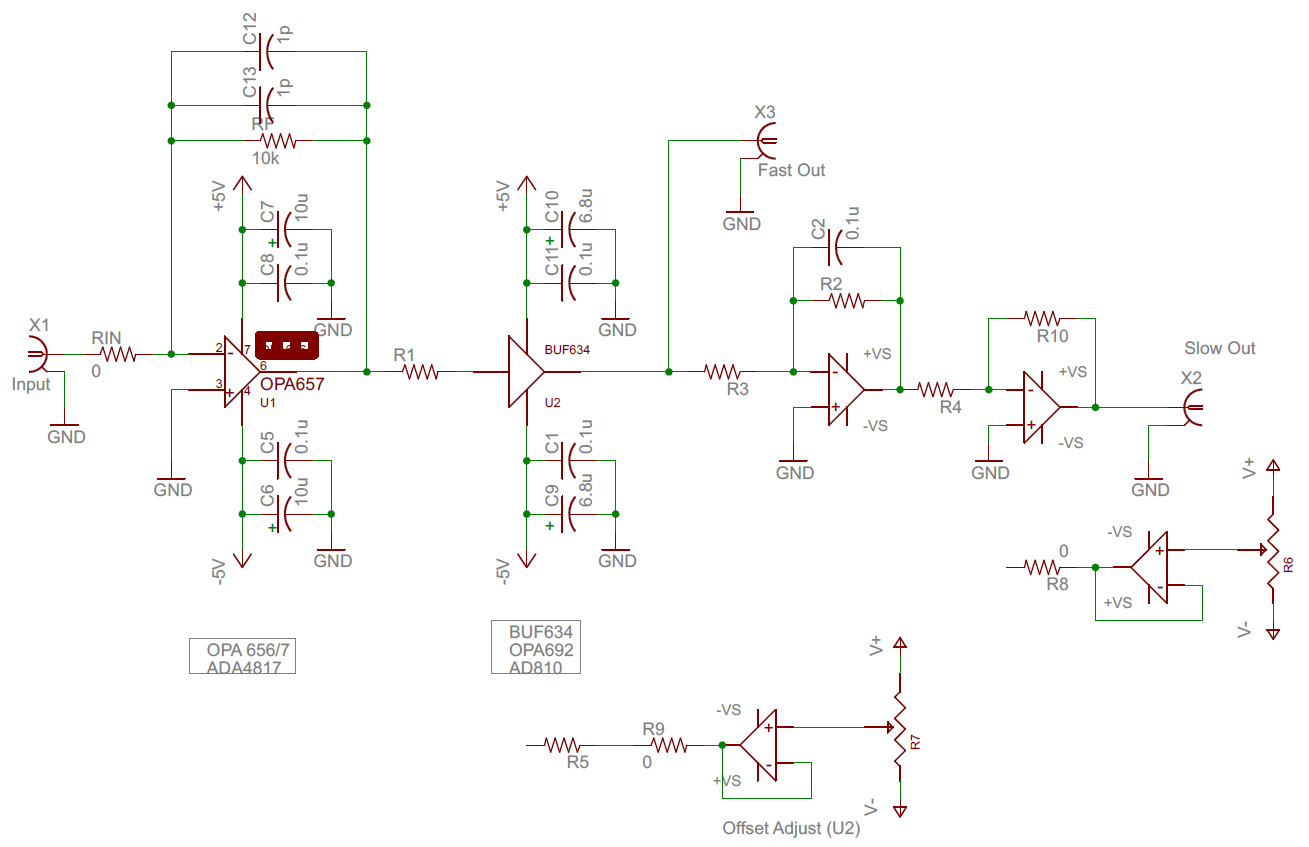 C12
1p
C13
1p
RF
10k
+5V
C7
10u
+
C8
0.1u
GND
X1
Input
GND
RIN
0
2
-
7
3
+
4
6
OPA657
U1
GND
C5
0.1u
C6
10u
+
-5V
GND
R1
+5V
C10
6.8u
+
C11
0.1u
GND
BUF634
U2
C1
0.1u
C9
6.8u
+
-5V
GND
X3
Fast Out
GND
C2
0.1u
R2
R3
-
+
+VS
-VS
GND
R4
R10
-
+
+VS
-VS
GND
Slow Out
X2
GND
V+
R6
V-
-VS
+
-
+VS
0
R8
OPA 656/7
ADA4817
BUF634
OPA692
AD810
V+
R7
V-
-VS
+
-
+VS
R9
0
R5
Offset Adjust (U2)